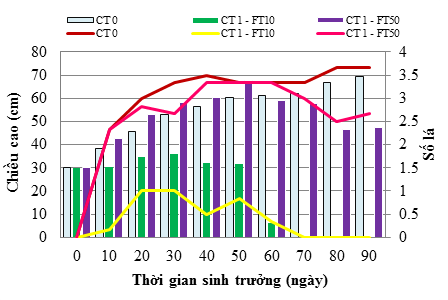 CT 0 CT 1 - FT10 CT 1 - FT50
CT 0 CT 1 - FT10 CT 1 - FT50
80 4
70 3.5
60 3
50 2.5
40 2
30 1.5
20 1
10 0.5
0 0
Chiều cao (cm)
Số lá
0 10 20 30 40 50 60 70 80 90
Thời gian sinh trưởng (ngày)